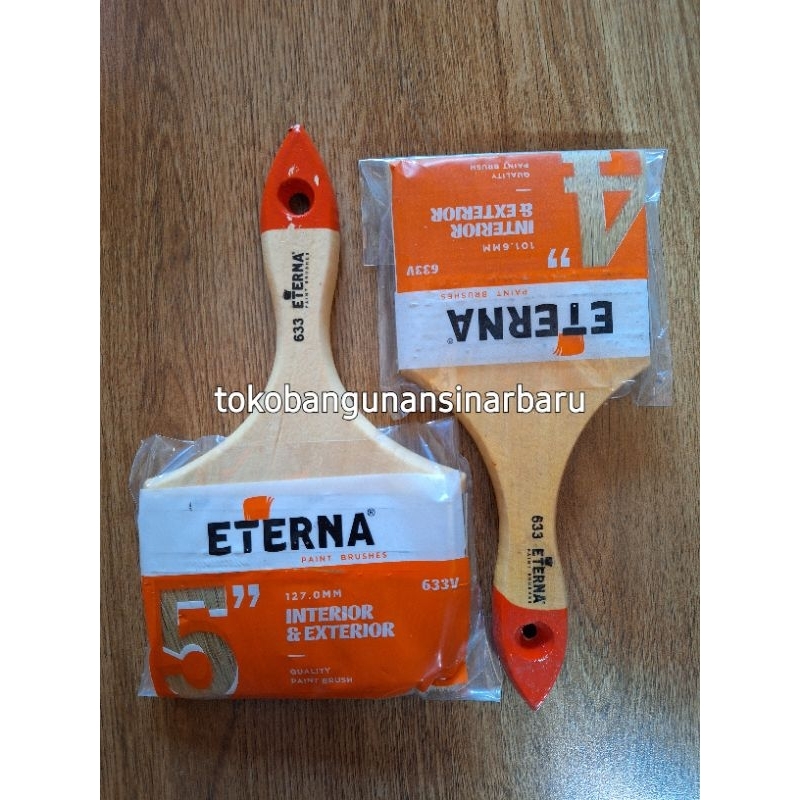 633 ETERNA®
PAINT BRUSHES
ETERNA®
PAINT BRUSHES
5”
127.0MM
633V
INTERIOR
& EXTERIOR
QUALITY
PAINT BRUSH
633 ETERNA®
PAINT BRUSHES
ETERNA®
PAINT BRUSHES
4”
101.6MM
633V
INTERIOR
& EXTERIOR
QUALITY
PAINT BRUSH
tokobangunansinarbaru